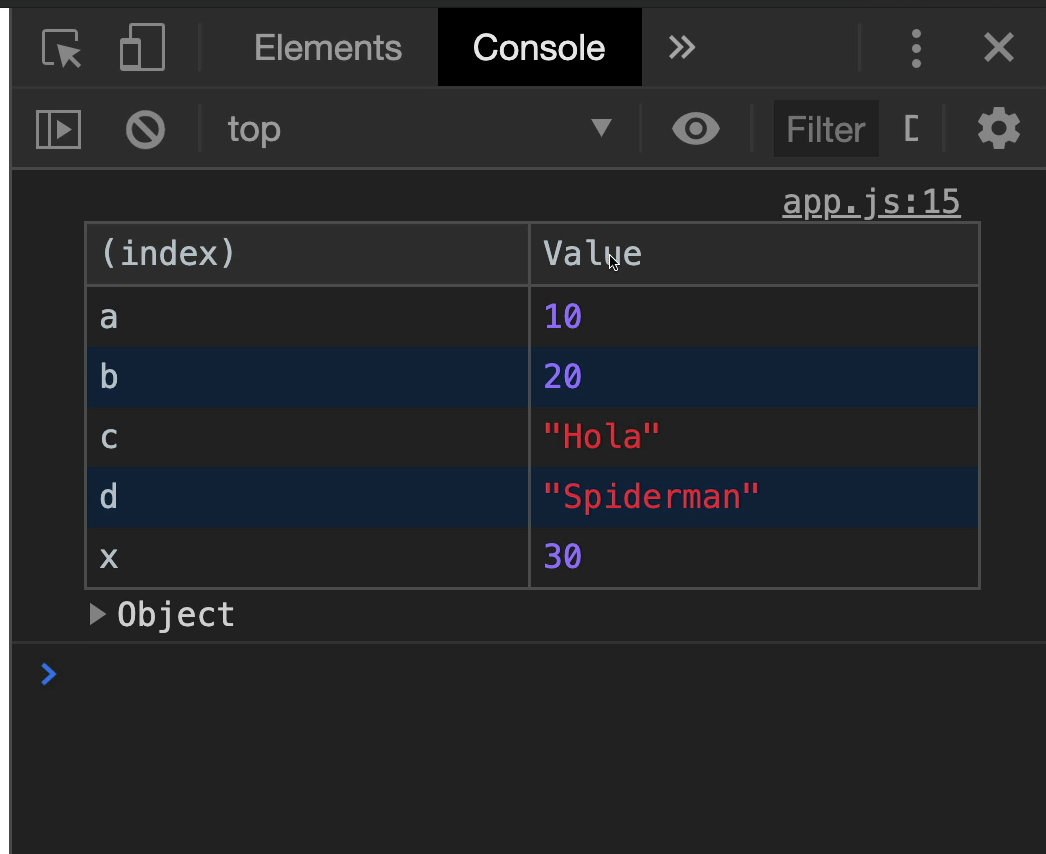 Elements Console
top Filter
app.js:15
(index) Value
a 10
b 20
c "Hola"
d "Spiderman"
x 30
Object